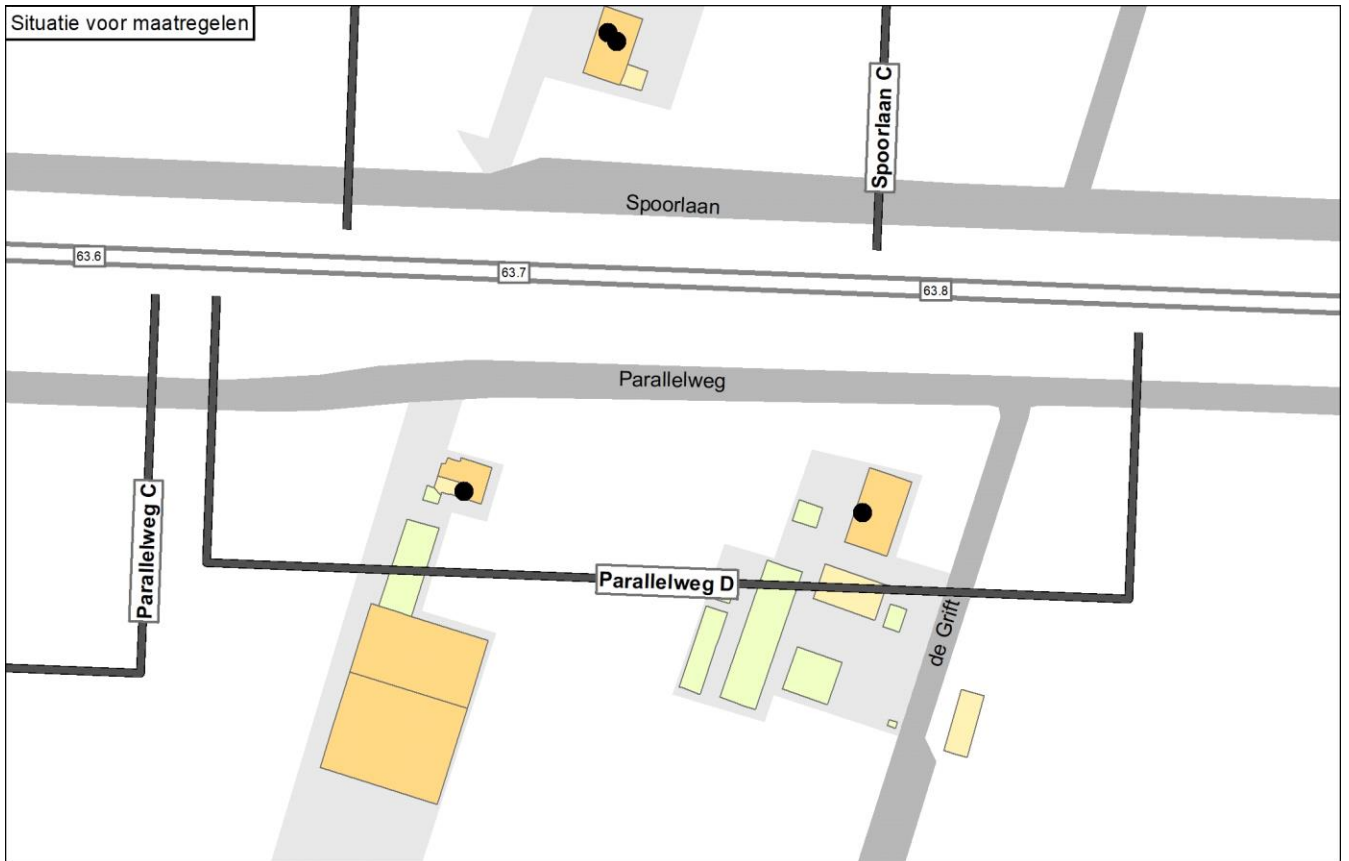 Situatie voor maatregelen
Spoorlaan C
Spoorlaan
63.6
63.7
63.8
Parallelweg
Parallelweg C
Parallelweg D
de Grift